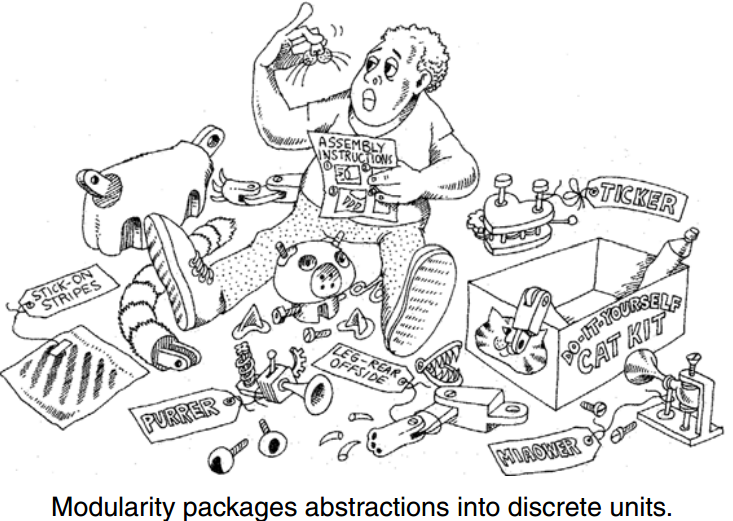 ASSEMBLY
INSTRUCTIONS
TICKER
STICK-ON
STRIPES
DO-IT-YOURSELF
CAT KIT
LEG-REAR
OFFSIDE
PURRER
MIAOWER
Modularity packages abstractions into discrete units.